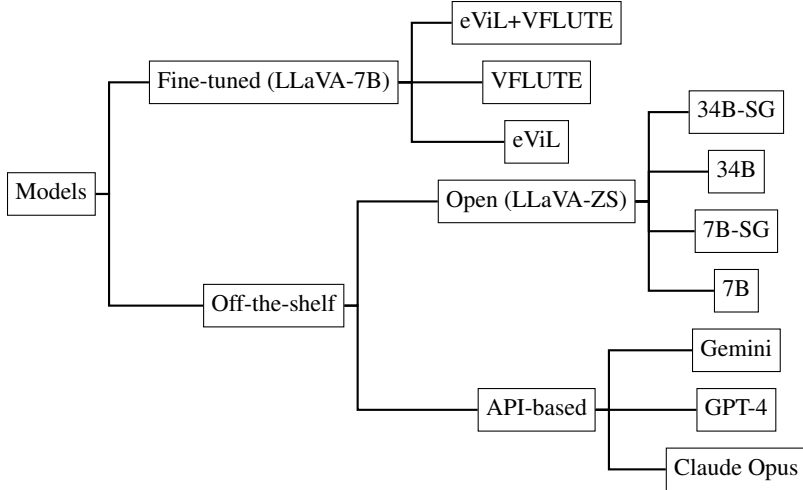 eViL+VFLUTE
Fine-tuned (LLaVA-7B)
VFLUTE
34B-SG
eViL
34B
Models
Open (LLaVA-ZS)
7B-SG
7B
Off-the-shelf
Gemini
API-based
GPT-4
Claude Opus